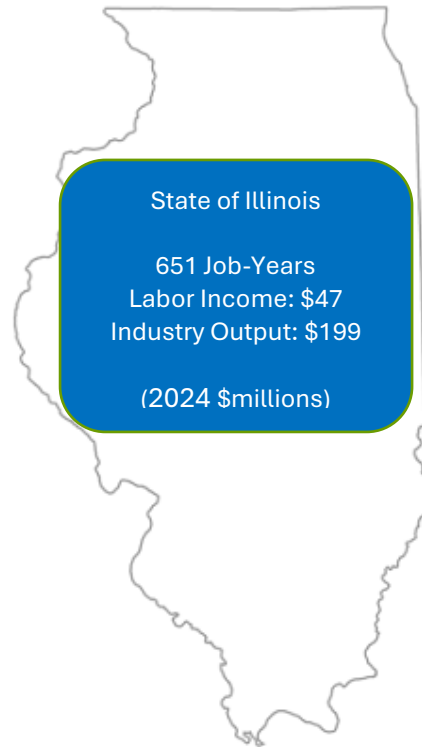 State of Illinois
651 Job-Years
Labor Income: $47
Industry Output: $199
(2024 $millions)